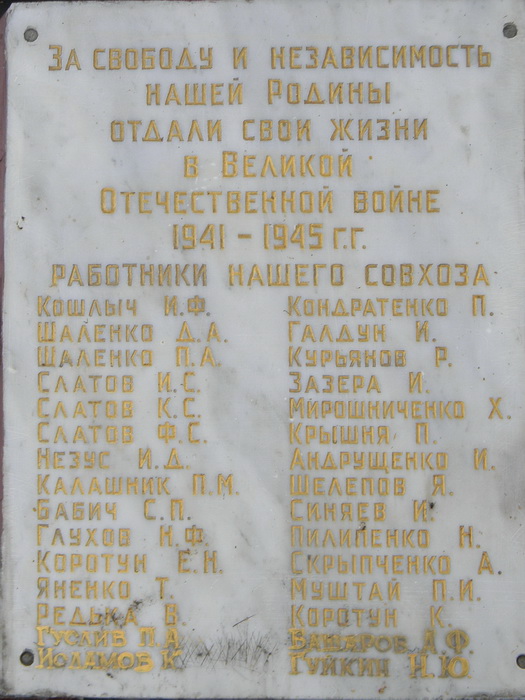 За свободу и независимость
нашей Родины
отдали свои жизни
в Великой
Отечественной войне
1941 – 1945 г.г.
работники нашего совхоза
Кошлыч И.Ф.
Шаленко Д.А.
Шаленко П.А.
Слатов И.С.
Слатов К.С.
Слатов Ф.С.
Незус И.Д.
Калашник П.М.
Бабич С.П.
Глухов Н.Ф.
Коротун Е.Н.
Яненко Т.
Редька В.
Гуслив П.А
К
Кондратенко П.
Галдун И.
Курьянов Р.
Зазера И.
Мирошниченко Х.
Крышня П.
Андрущенко И.
Шелепов Я.
Синяев И.
Пилипенко Н.
Скрыпченко А.
Муштай П.И.
Коротун К.
Башаров А.Ф.
Гуйкин Н.Ю.